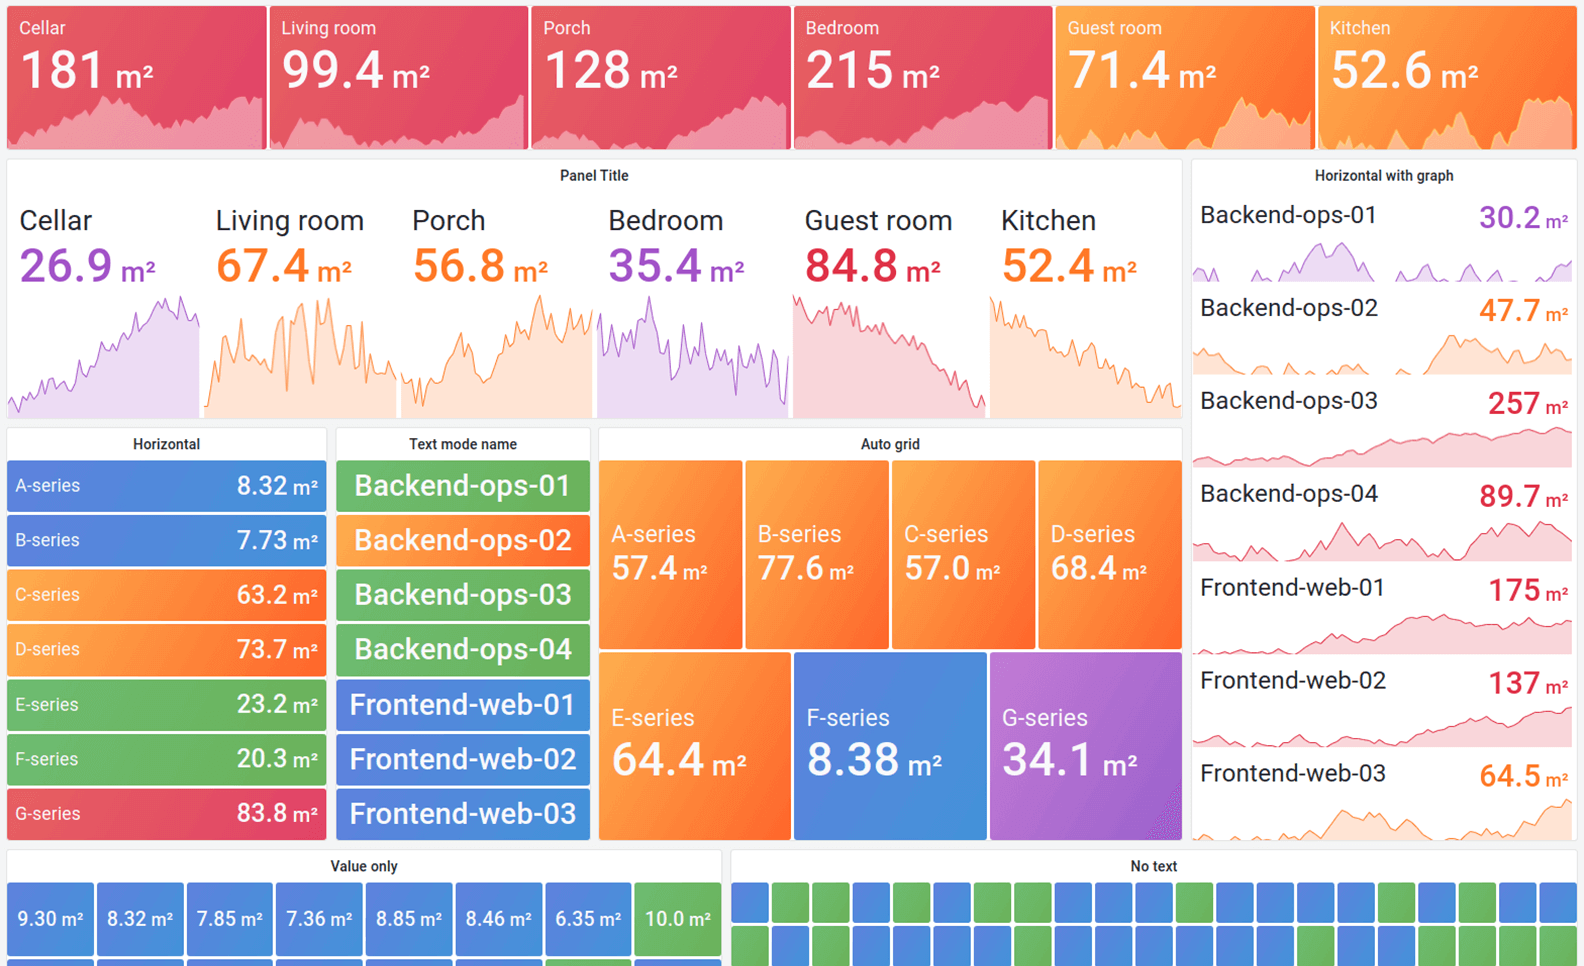 Cellar
181 m²
Living room
99.4 m²
Porch
128 m²
Bedroom
215 m²
Guest room
71.4 m²
Kitchen
52.6 m²
Panel Title
Cellar
26.9 m²
Living room
67.4 m²
Porch
56.8 m²
Bedroom
35.4 m²
Guest room
84.8 m²
Kitchen
52.4 m²
Horizontal with graph
Backend-ops-01 30.2 m²
Backend-ops-02 47.7 m²
Backend-ops-03 257 m²
Backend-ops-04 89.7 m²
Frontend-web-01 175 m²
Frontend-web-02 137 m²
Frontend-web-03 64.5 m²
Horizontal
A-series 8.32 m²
B-series 7.73 m²
C-series 63.2 m²
D-series 73.7 m²
E-series 23.2 m²
F-series 20.3 m²
G-series 83.8 m²
Text mode name
Backend-ops-01
Backend-ops-02
Backend-ops-03
Backend-ops-04
Frontend-web-01
Frontend-web-02
Frontend-web-03
Auto grid
A-series
57.4 m²
B-series
77.6 m²
C-series
57.0 m²
D-series
68.4 m²
E-series
64.4 m²
F-series
8.38 m²
G-series
34.1 m²
Value only
9.30 m² 8.32 m² 7.85 m² 7.36 m² 8.85 m² 8.46 m² 6.35 m² 10.0 m²
No text